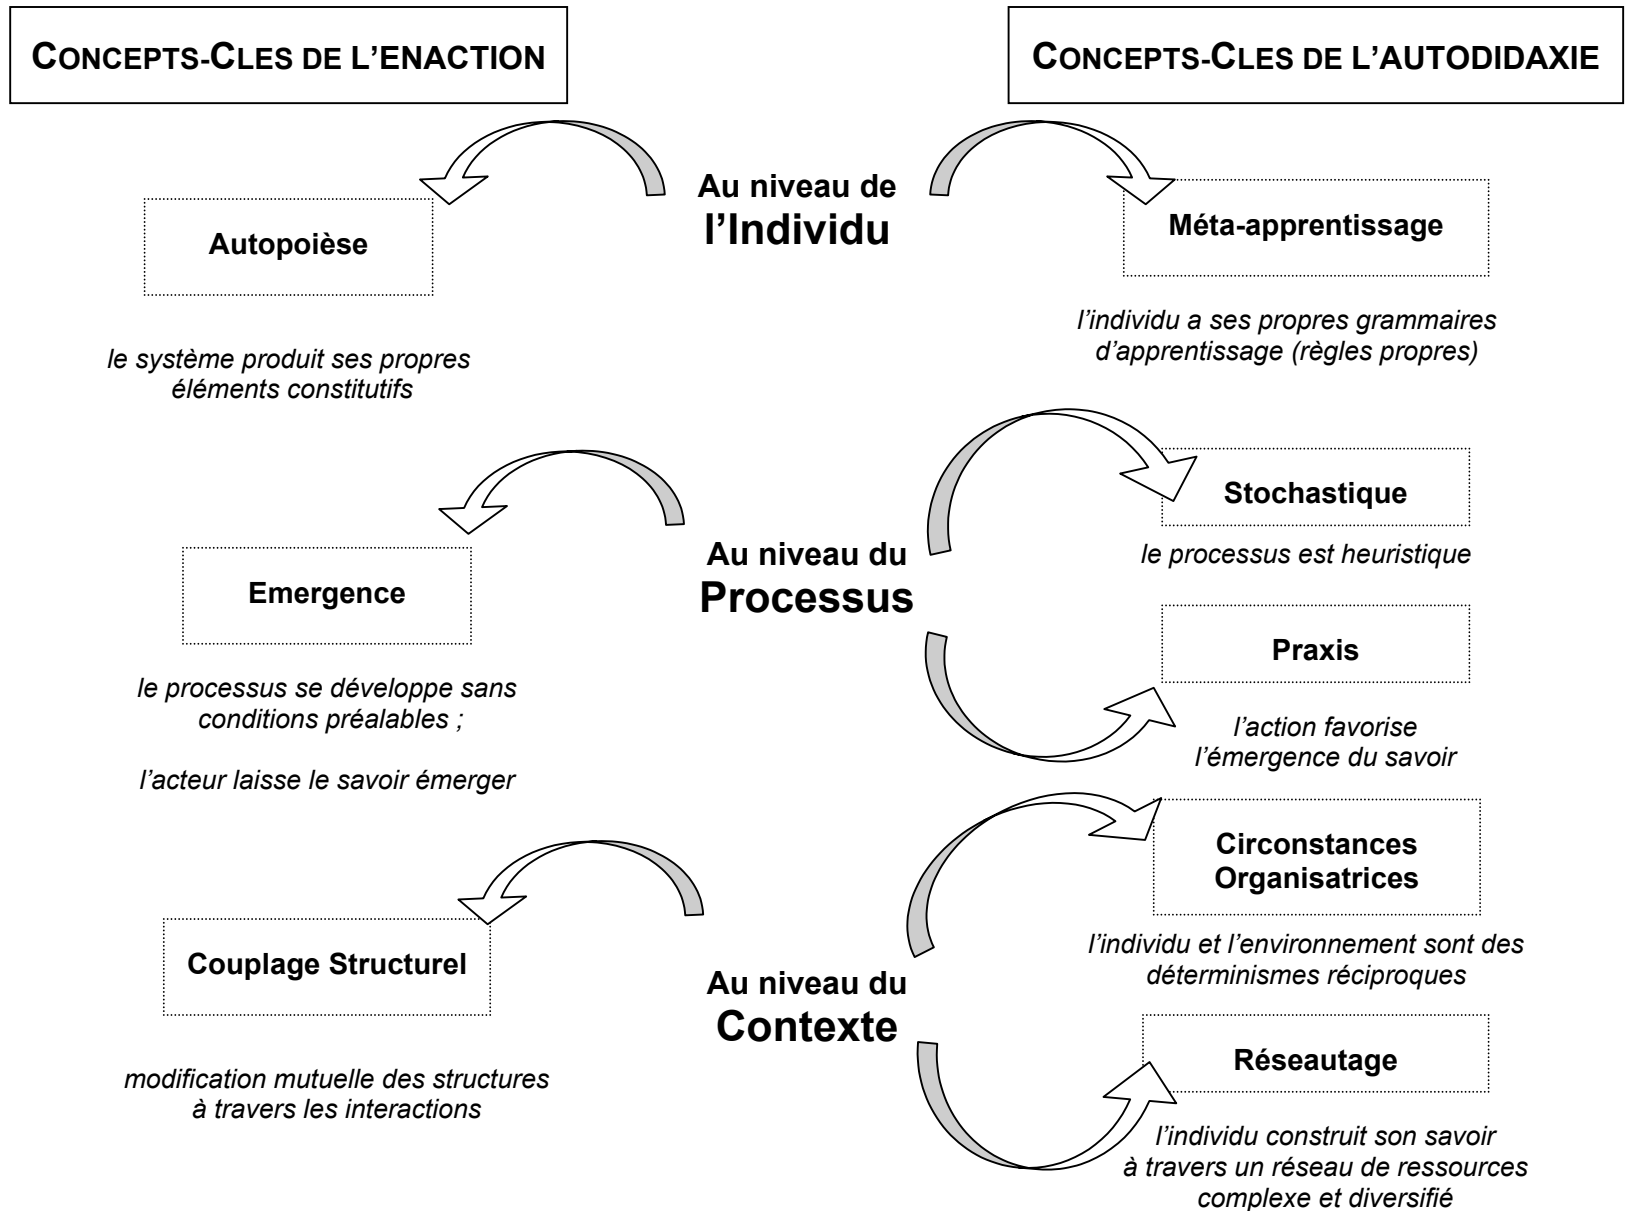 CONCEPTS-CLES DE L’ENACTION
CONCEPTS-CLES DE L’AUTODIDAXIE
Au niveau de
l’Individu
Autopoièse
le système produit ses propres
éléments constitutifs
Méta-apprentissage
l’individu a ses propres grammaires
d’apprentissage (règles propres)
Au niveau du
Processus
Emergence
le processus se développe sans
conditions préalables ;
l’acteur laisse le savoir émerger
Stochastique
le processus est heuristique
Praxis
l’action favorise
l’émergence du savoir
Au niveau du
Contexte
Couplage Structurel
modification mutuelle des structures
à travers les interactions
Circonstances
Organisatrices
l’individu et l’environnement sont des
déterminismes réciproques
Réseautage
l’individu construit son savoir
à travers un réseau de ressources
complexe et diversifié